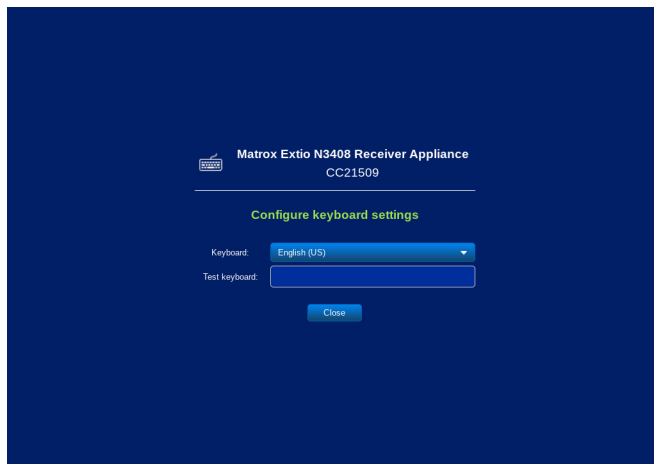 Matrox Extio N3408 Receiver Appliance
CC21509
Configure keyboard settings
Keyboard: English (US)
Test keyboard:
Close